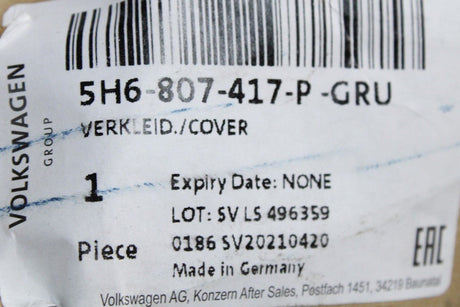 VOLKSWAGEN
GROUP
5H6-807-417-P -GRU
VERKLEID./COVER
1
Piece
Expiry Date: NONE
LOT: SV LS 496359
0186 SV20210420
Made in Germany
EAC
Volkswagen AG, Konzern After Sales, Postfach 1451, 34219 Baunatal